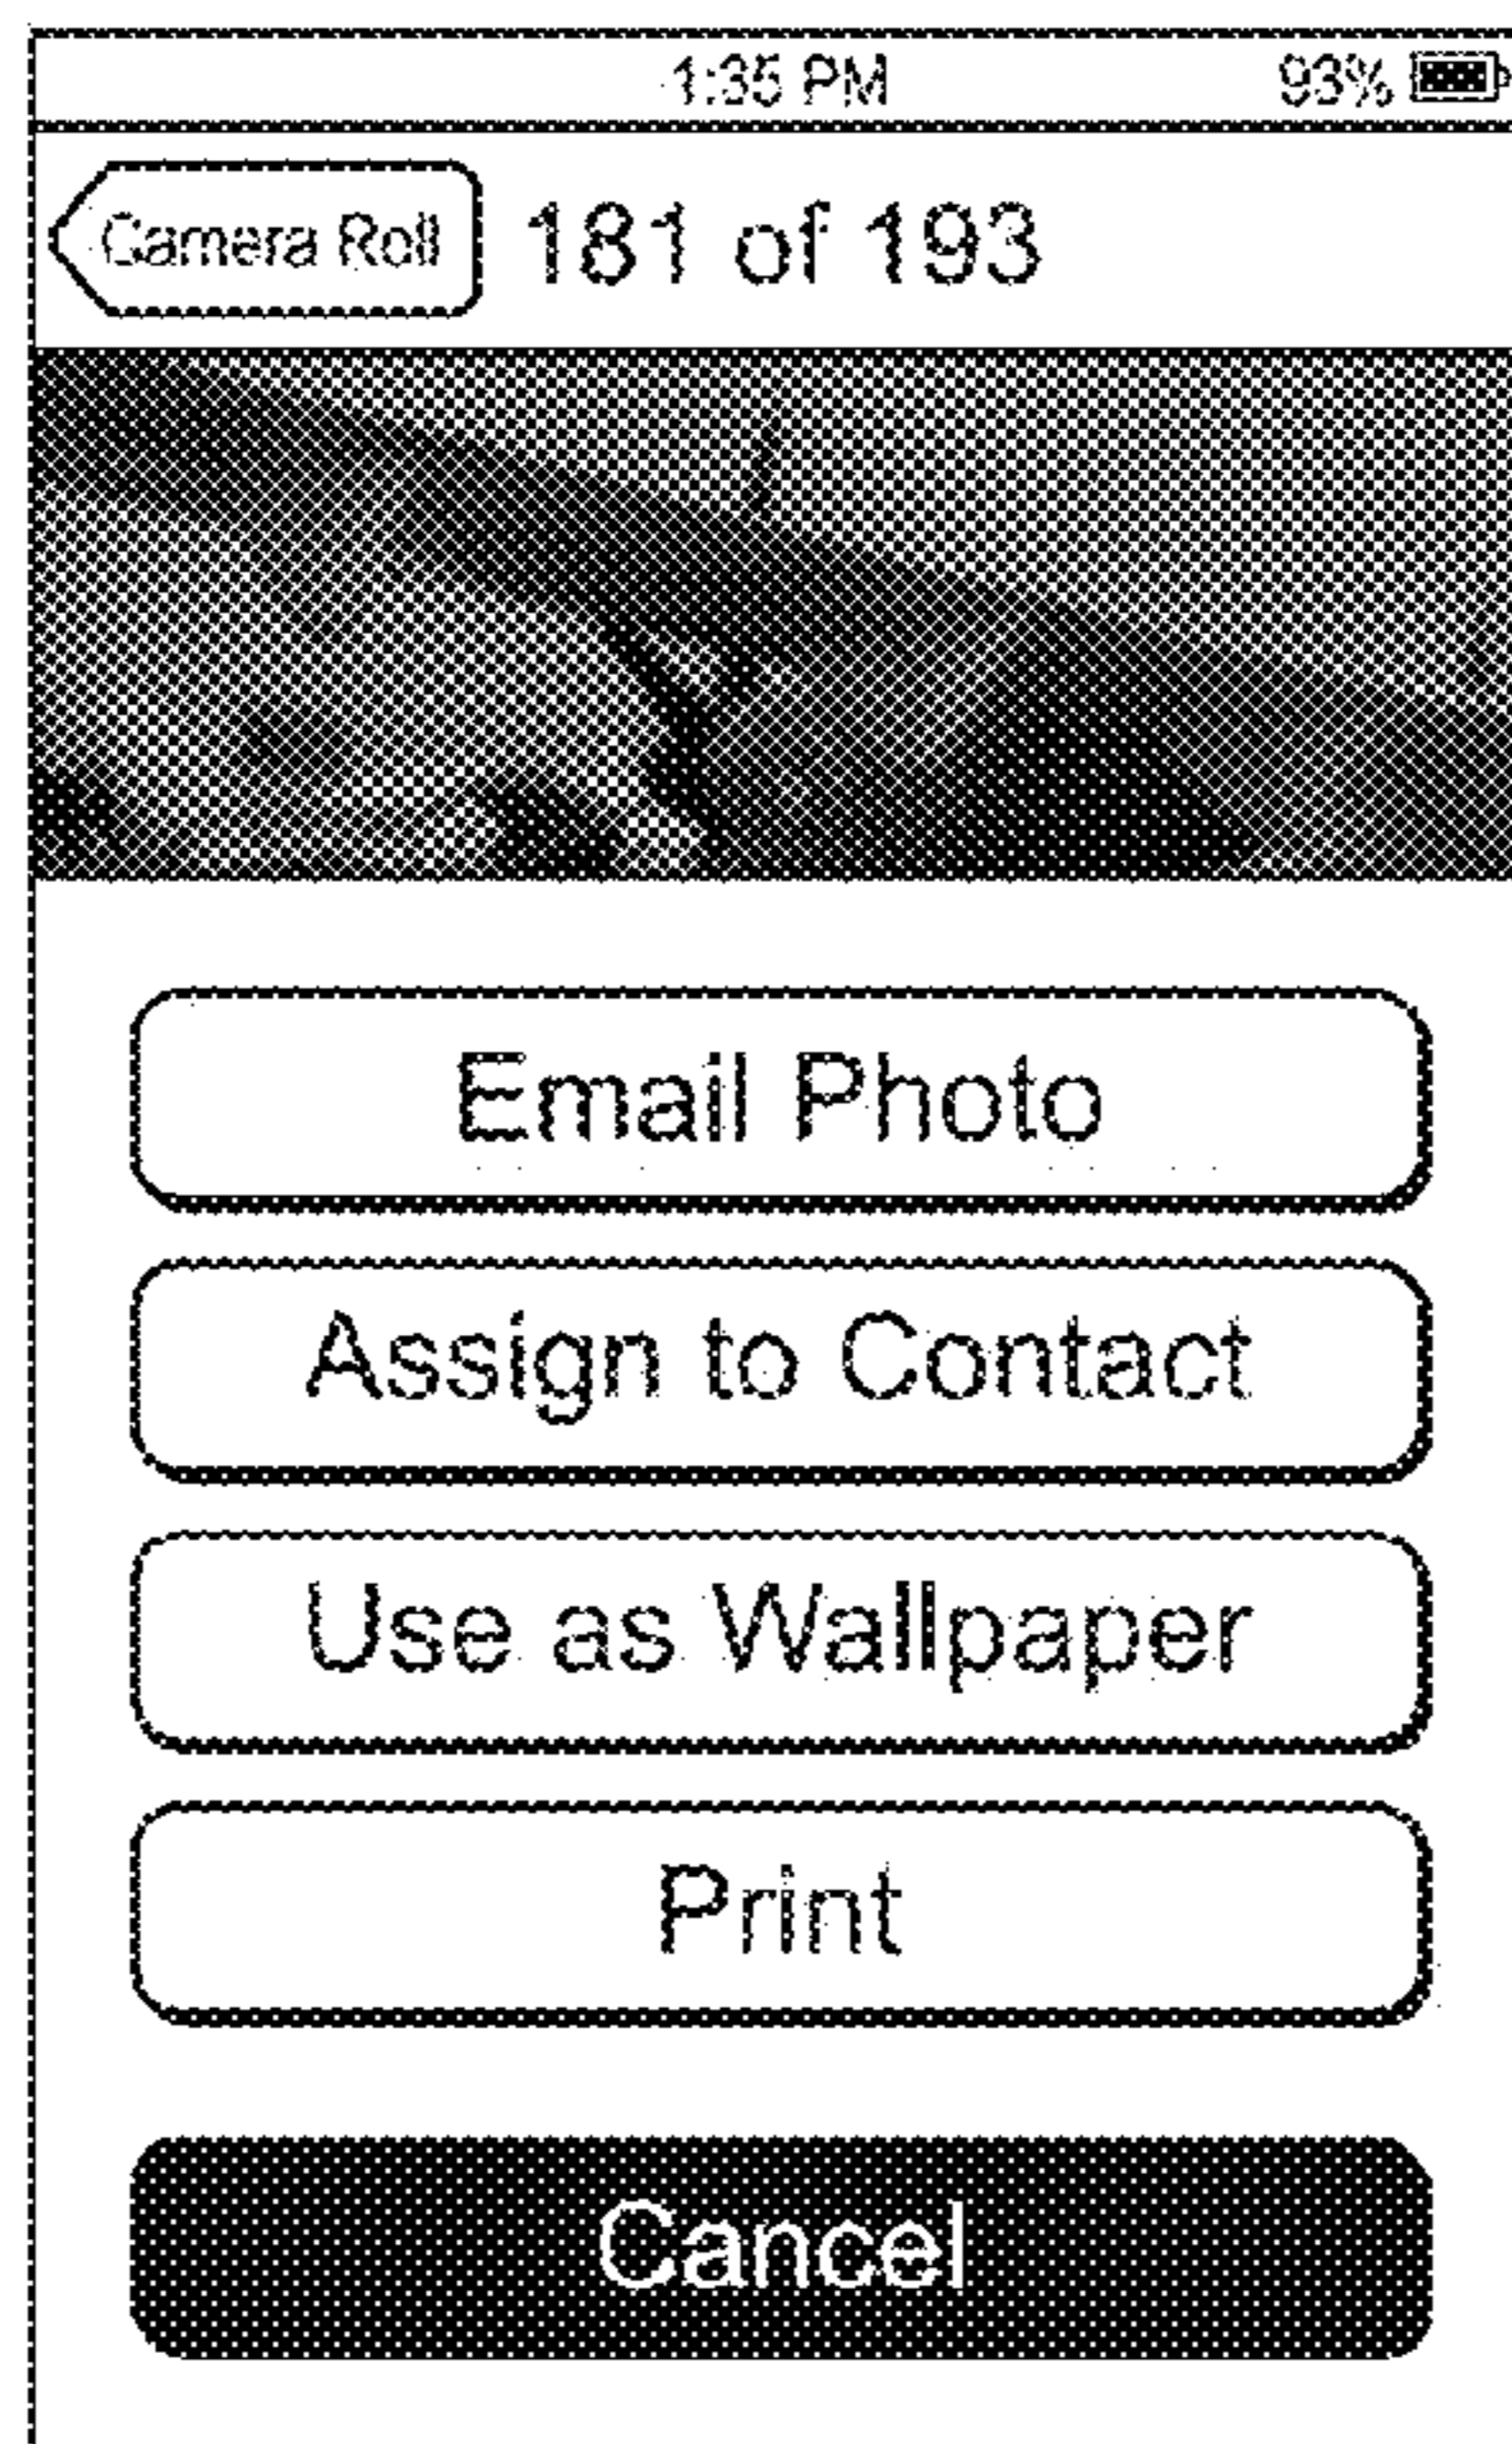 1:35 PM 93%
Camera Roll 181 of 193
Email Photo
Assign to Contact
Use as Wallpaper
Print
Cancel